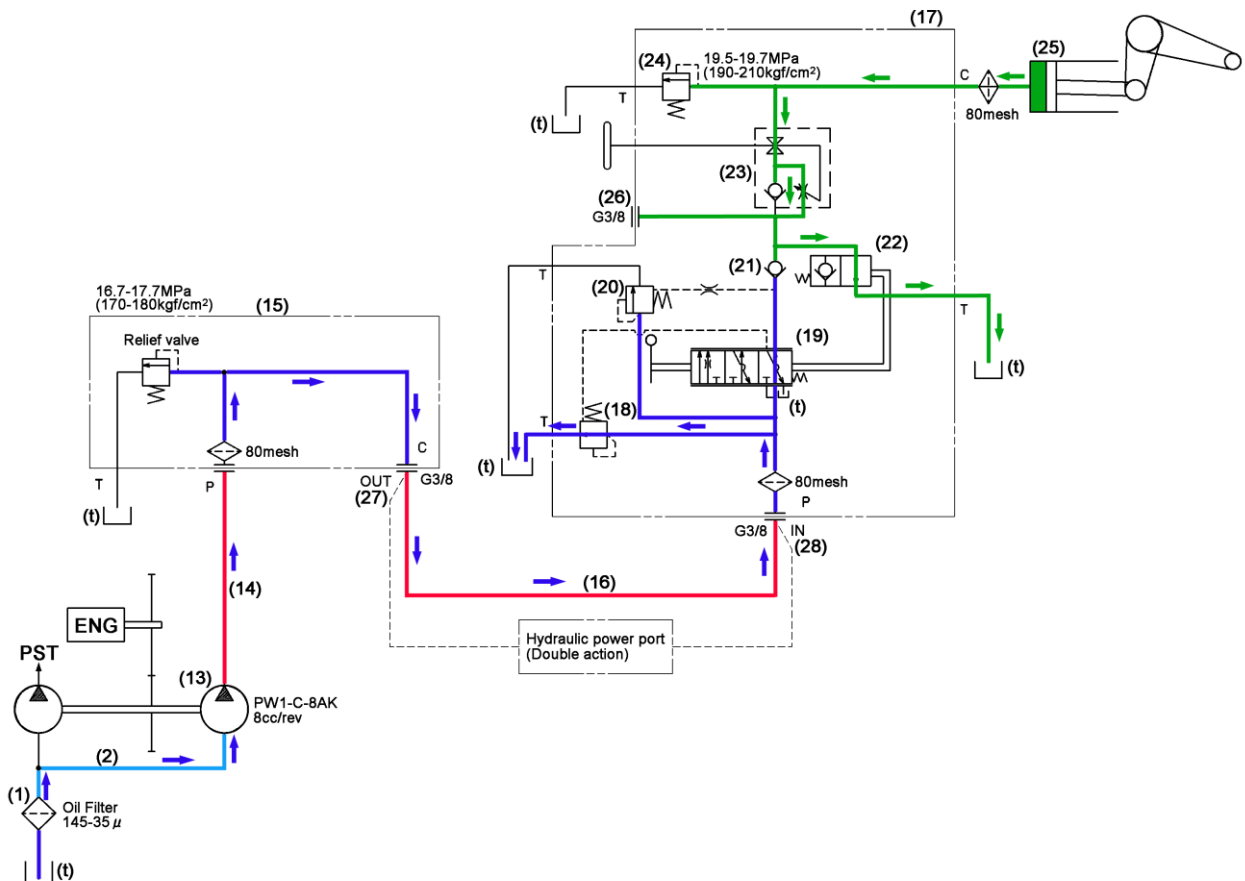 (17)
(24)
19.5-19.7MPa
(190-210kgf/cm²)
(25)
C
80mesh
T
(t)
(23)
(26)
G3/8
(22)
(21)
T
(20)
T
(19)
(t)
16.7-17.7MPa
(170-180kgf/cm²)
(15)
Relief valve
T
T
T
T
(18)
(t)
T
(t)
80mesh
C
80mesh
P
T
P
OUT
G3/8
(27)
(t)
G3/8
IN
(28)
(14)
(16)
ENG
Hydraulic power port
(Double action)
PST
(13)
PW1-C-8AK
8cc/rev
(2)
(1)
Oil Filter
145-35μ
(t)